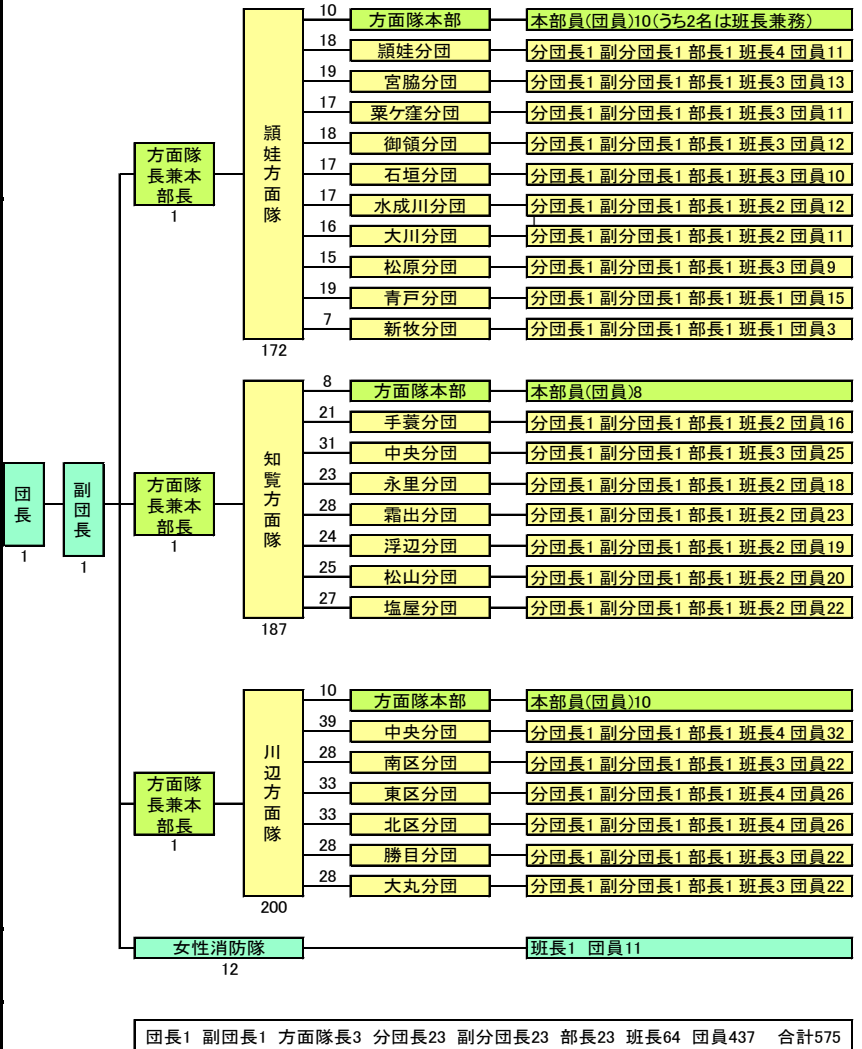 団長
1
副団長
1
方面隊長兼本部長
1
頴娃方面隊
172
10 方面隊本部 本部員(団員)10(うち2名は班長兼務)
18 頴娃分団 分団長1 副分団長1 部長1 班長4 団員11
19 宮脇分団 分団長1 副分団長1 部長1 班長3 団員13
17 粟ケ窪分団 分団長1 副分団長1 部長1 班長3 団員11
18 御領分団 分団長1 副分団長1 部長1 班長3 団員12
17 石垣分団 分団長1 副分団長1 部長1 班長3 団員10
17 水成川分団 分団長1 副分団長1 部長1 班長2 団員12
16 大川分団 分団長1 副分団長1 部長1 班長2 団員11
15 松原分団 分団長1 副分団長1 部長1 班長3 団員9
19 青戸分団 分団長1 副分団長1 部長1 班長1 団員15
7 新牧分団 分団長1 副分団長1 部長1 班長1 団員3
方面隊長兼本部長
1
知覧方面隊
187
8 方面隊本部 本部員(団員)8
21 手蓑分団 分団長1 副分団長1 部長1 班長2 団員16
31 中央分団 分団長1 副分団長1 部長1 班長3 団員25
23 永里分団 分団長1 副分団長1 部長1 班長2 団員18
28 霜出分団 分団長1 副分団長1 部長1 班長2 団員23
24 浮辺分団 分団長1 副分団長1 部長1 班長2 団員19
25 松山分団 分団長1 副分団長1 部長1 班長2 団員20
27 塩屋分団 分団長1 副分団長1 部長1 班長2 団員22
方面隊長兼本部長
1
川辺方面隊
200
10 方面隊本部 本部員(団員)10
39 中央分団 分団長1 副分団長1 部長1 班長4 団員32
28 南区分団 分団長1 副分団長1 部長1 班長3 団員22
33 東区分団 分団長1 副分団長1 部長1 班長4 団員26
33 北区分団 分団長1 副分団長1 部長1 班長4 団員26
28 勝目分団 分団長1 副分団長1 部長1 班長3 団員22
28 大丸分団 分団長1 副分団長1 部長1 班長3 団員22
女性消防隊 班長1 団員11
12
団長1 副団長1 方面隊長3 分団長23 副分団長23 部長23 班長64 団員437 合計575